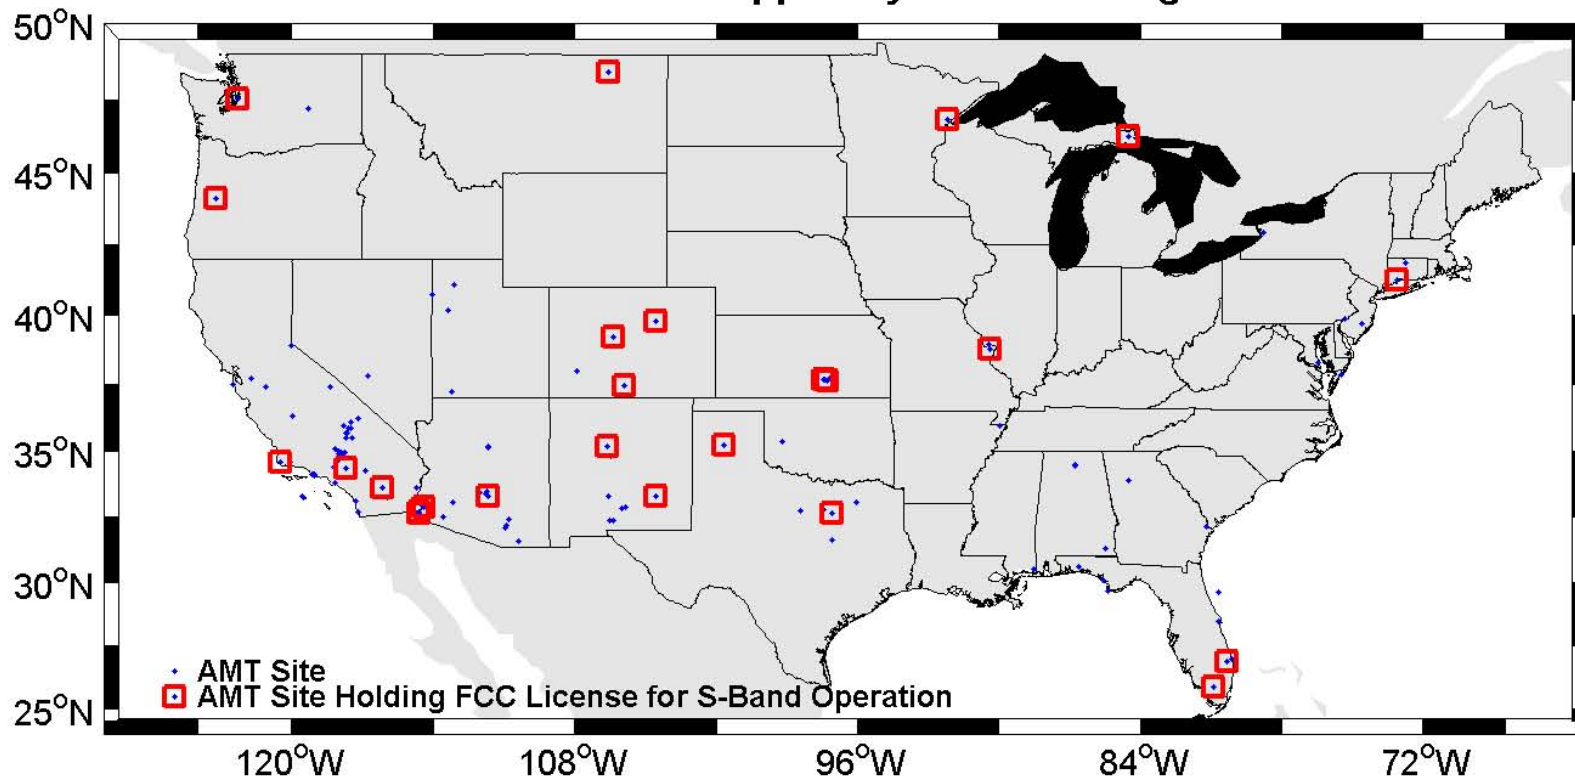 50°N
45°N
40°N
35°N
30°N
25°N
AMT Site
AMT Site Holding FCC License for S-Band Operation
120°W 108°W 96°W 84°W 72°W